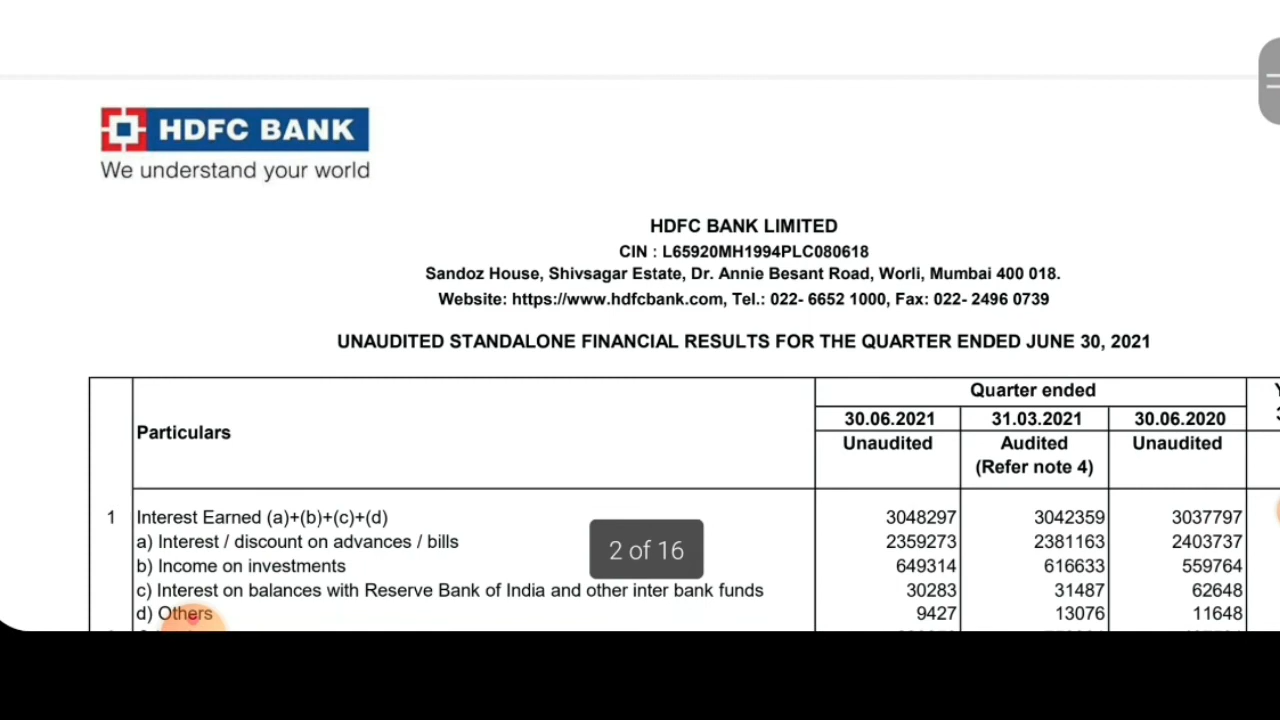 HDFC BANK
We understand your world
HDFC BANK LIMITED
CIN : L65920MH1994PLC080618
Sandoz House, Shivsagar Estate, Dr. Annie Besant Road, Worli, Mumbai 400 018.
Website: https://www.hdfcbank.com, Tel.: 022- 6652 1000, Fax: 022- 2496 0739
UNAUDITED STANDALONE FINANCIAL RESULTS FOR THE QUARTER ENDED JUNE 30, 2021
Quarter ended
Particulars 30.06.2021 31.03.2021 30.06.2020
Unaudited Audited Unaudited
(Refer note 4)
1 Interest Earned (a)+(b)+(c)+(d) 3048297 3042359 3037797
a) Interest / discount on advances / bills 2359273 2381163 2403737
b) Income on investments 649314 616633 559764
2 of 16
c) Interest on balances with Reserve Bank of India and other inter bank funds 30283 31487 62648
d) Others 9427 13076 11648